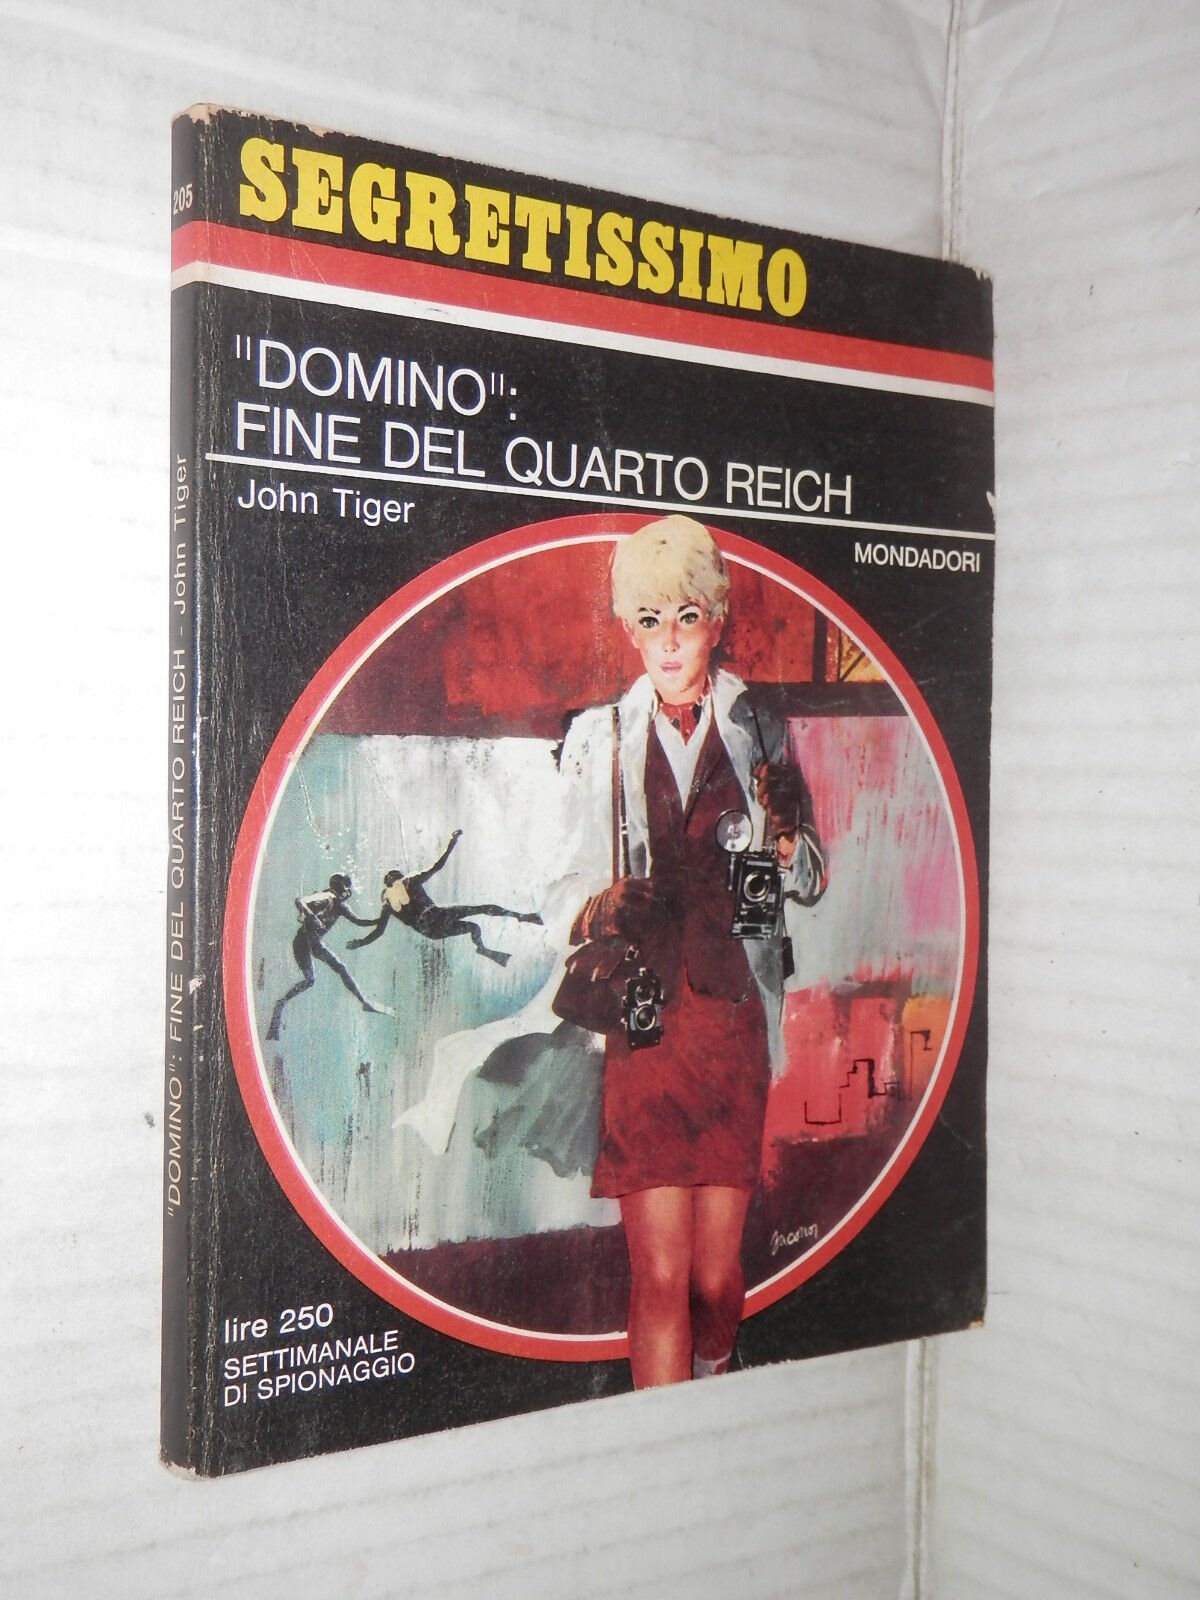 SEGRETISSIMO
"DOMINO":
FINE DEL QUARTO REICH
John Tiger
MONDADORI
lire 250
SETTIMANALE
DI SPIONAGGIO
205
"DOMINO": FINE DEL QUARTO REICH - John Tiger